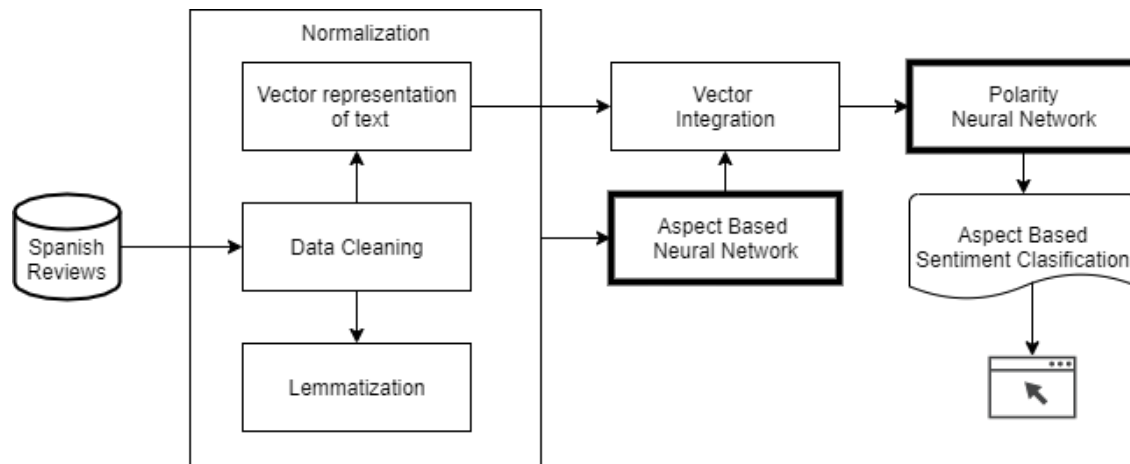 Normalization
Vector representation
of text
Vector
Integration
Polarity
Neural Network
Spanish
Reviews
Data Cleaning
Aspect Based
Neural Network
Aspect Based
Sentiment Clasification
Lemmatization